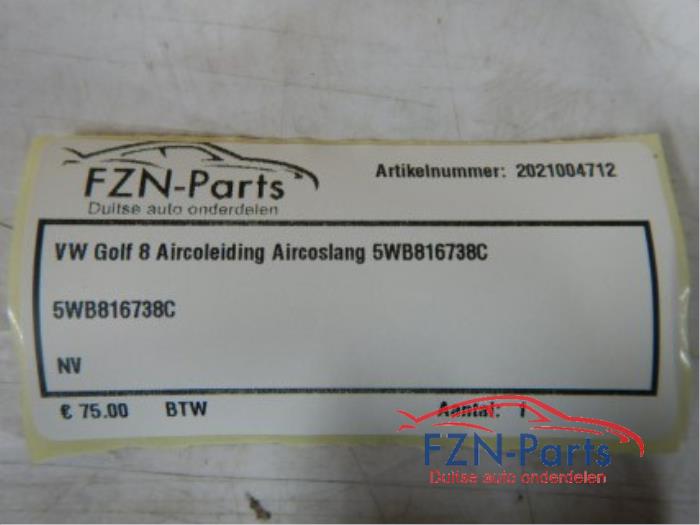 FZN-Parts
Duitse auto onderdelen
Artikelnummer: 2021004712
VW Golf 8 Aircoleiding Aircoslang 5WB816738C
5WB816738C
NV
€ 75.00 BTW Aantal: 1
FZN-Parts
Duitse auto onderdelen